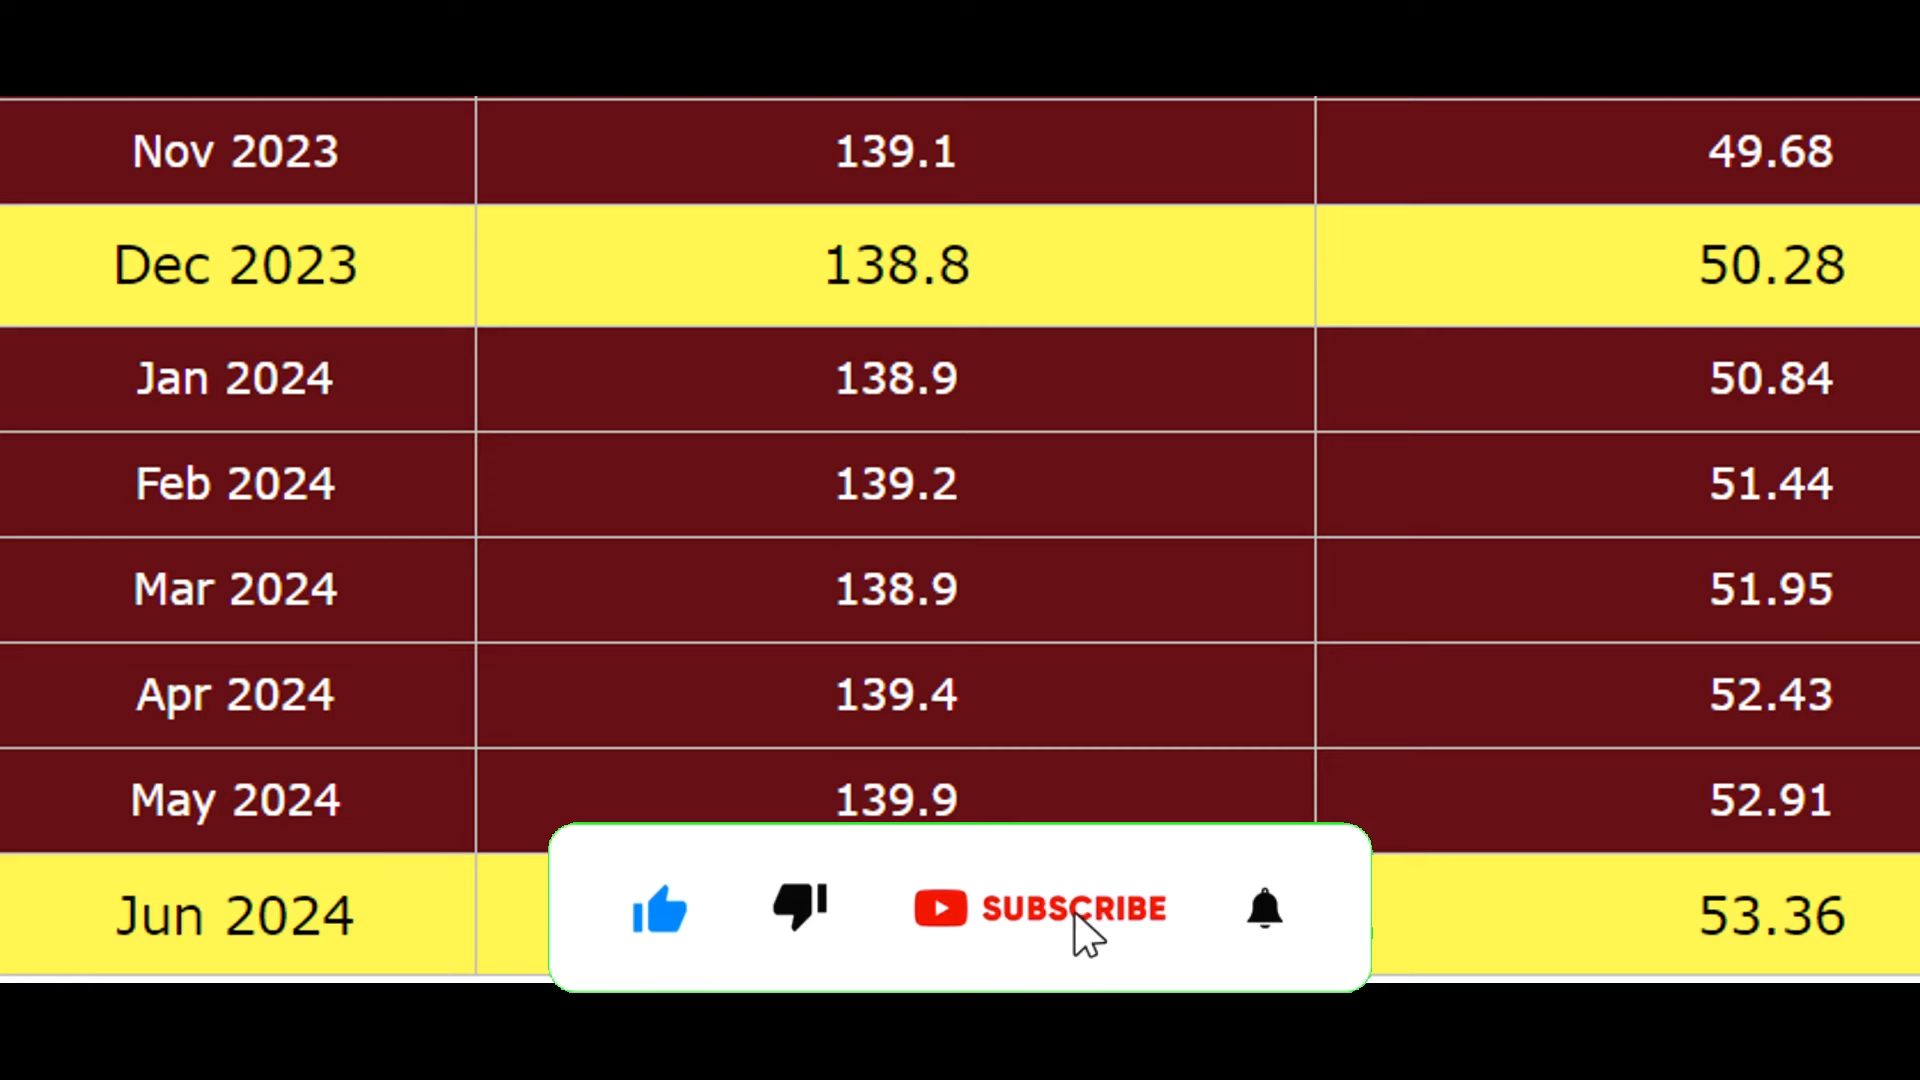 Nov 2023 139.1 49.68
Dec 2023 138.8 50.28
Jan 2024 138.9 50.84
Feb 2024 139.2 51.44
Mar 2024 138.9 51.95
Apr 2024 139.4 52.43
May 2024 139.9 52.91
Jun 2024 53.36
SUBSCRIBE